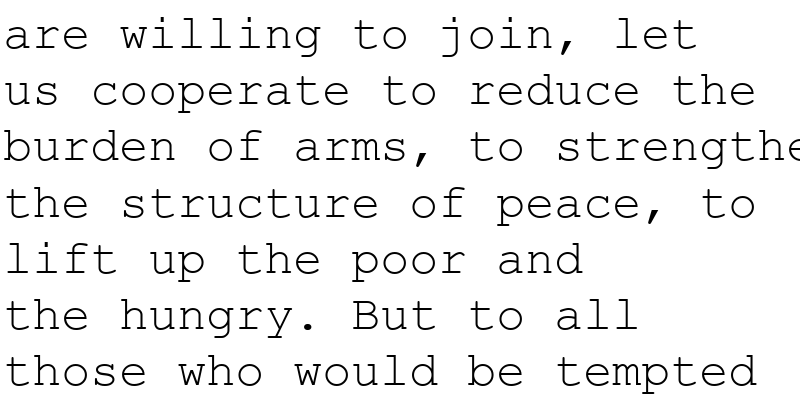 are willing to join, let
us cooperate to reduce the
burden of arms, to strengthe
the structure of peace, to
lift up the poor and
the hungry. But to all
those who would be tempted